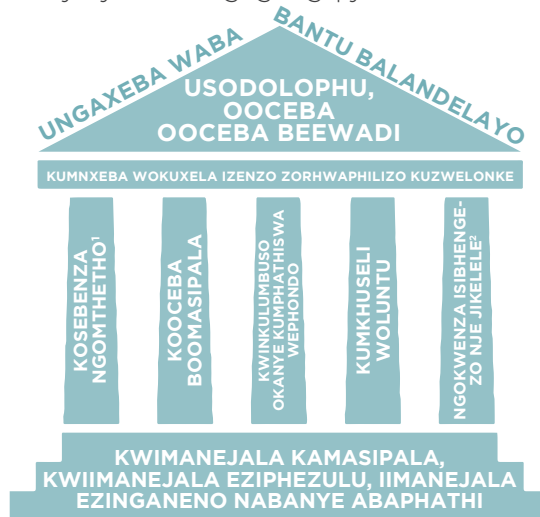 UNGAXEBA WABA
BANTU BALANDELAYO
USODOLOPHU,
OOCEBA
OOCEBA BEEWADI
KUMNXEBA WOKUXELA IZENZO ZORHWAPHILIZO KUZWELONKE
KOSEBENZA
NGOMTHETHO¹
KOOCEBA
BOOMASIPALA
KWINKULUMBUSO
OKANYE KUMPHATHISWA
WEPHONDO
KUMKHUSELI
WOLUNTU
NGOKWENZA ISIBHENGE-
ZO NJE JIKELELE²
KWIMANEJALA KAMASIPALA,
KWIIMANEJALA EZIPHEZULU, IIMANEJALA
EZINGANENO NABANYE ABAPHATHI